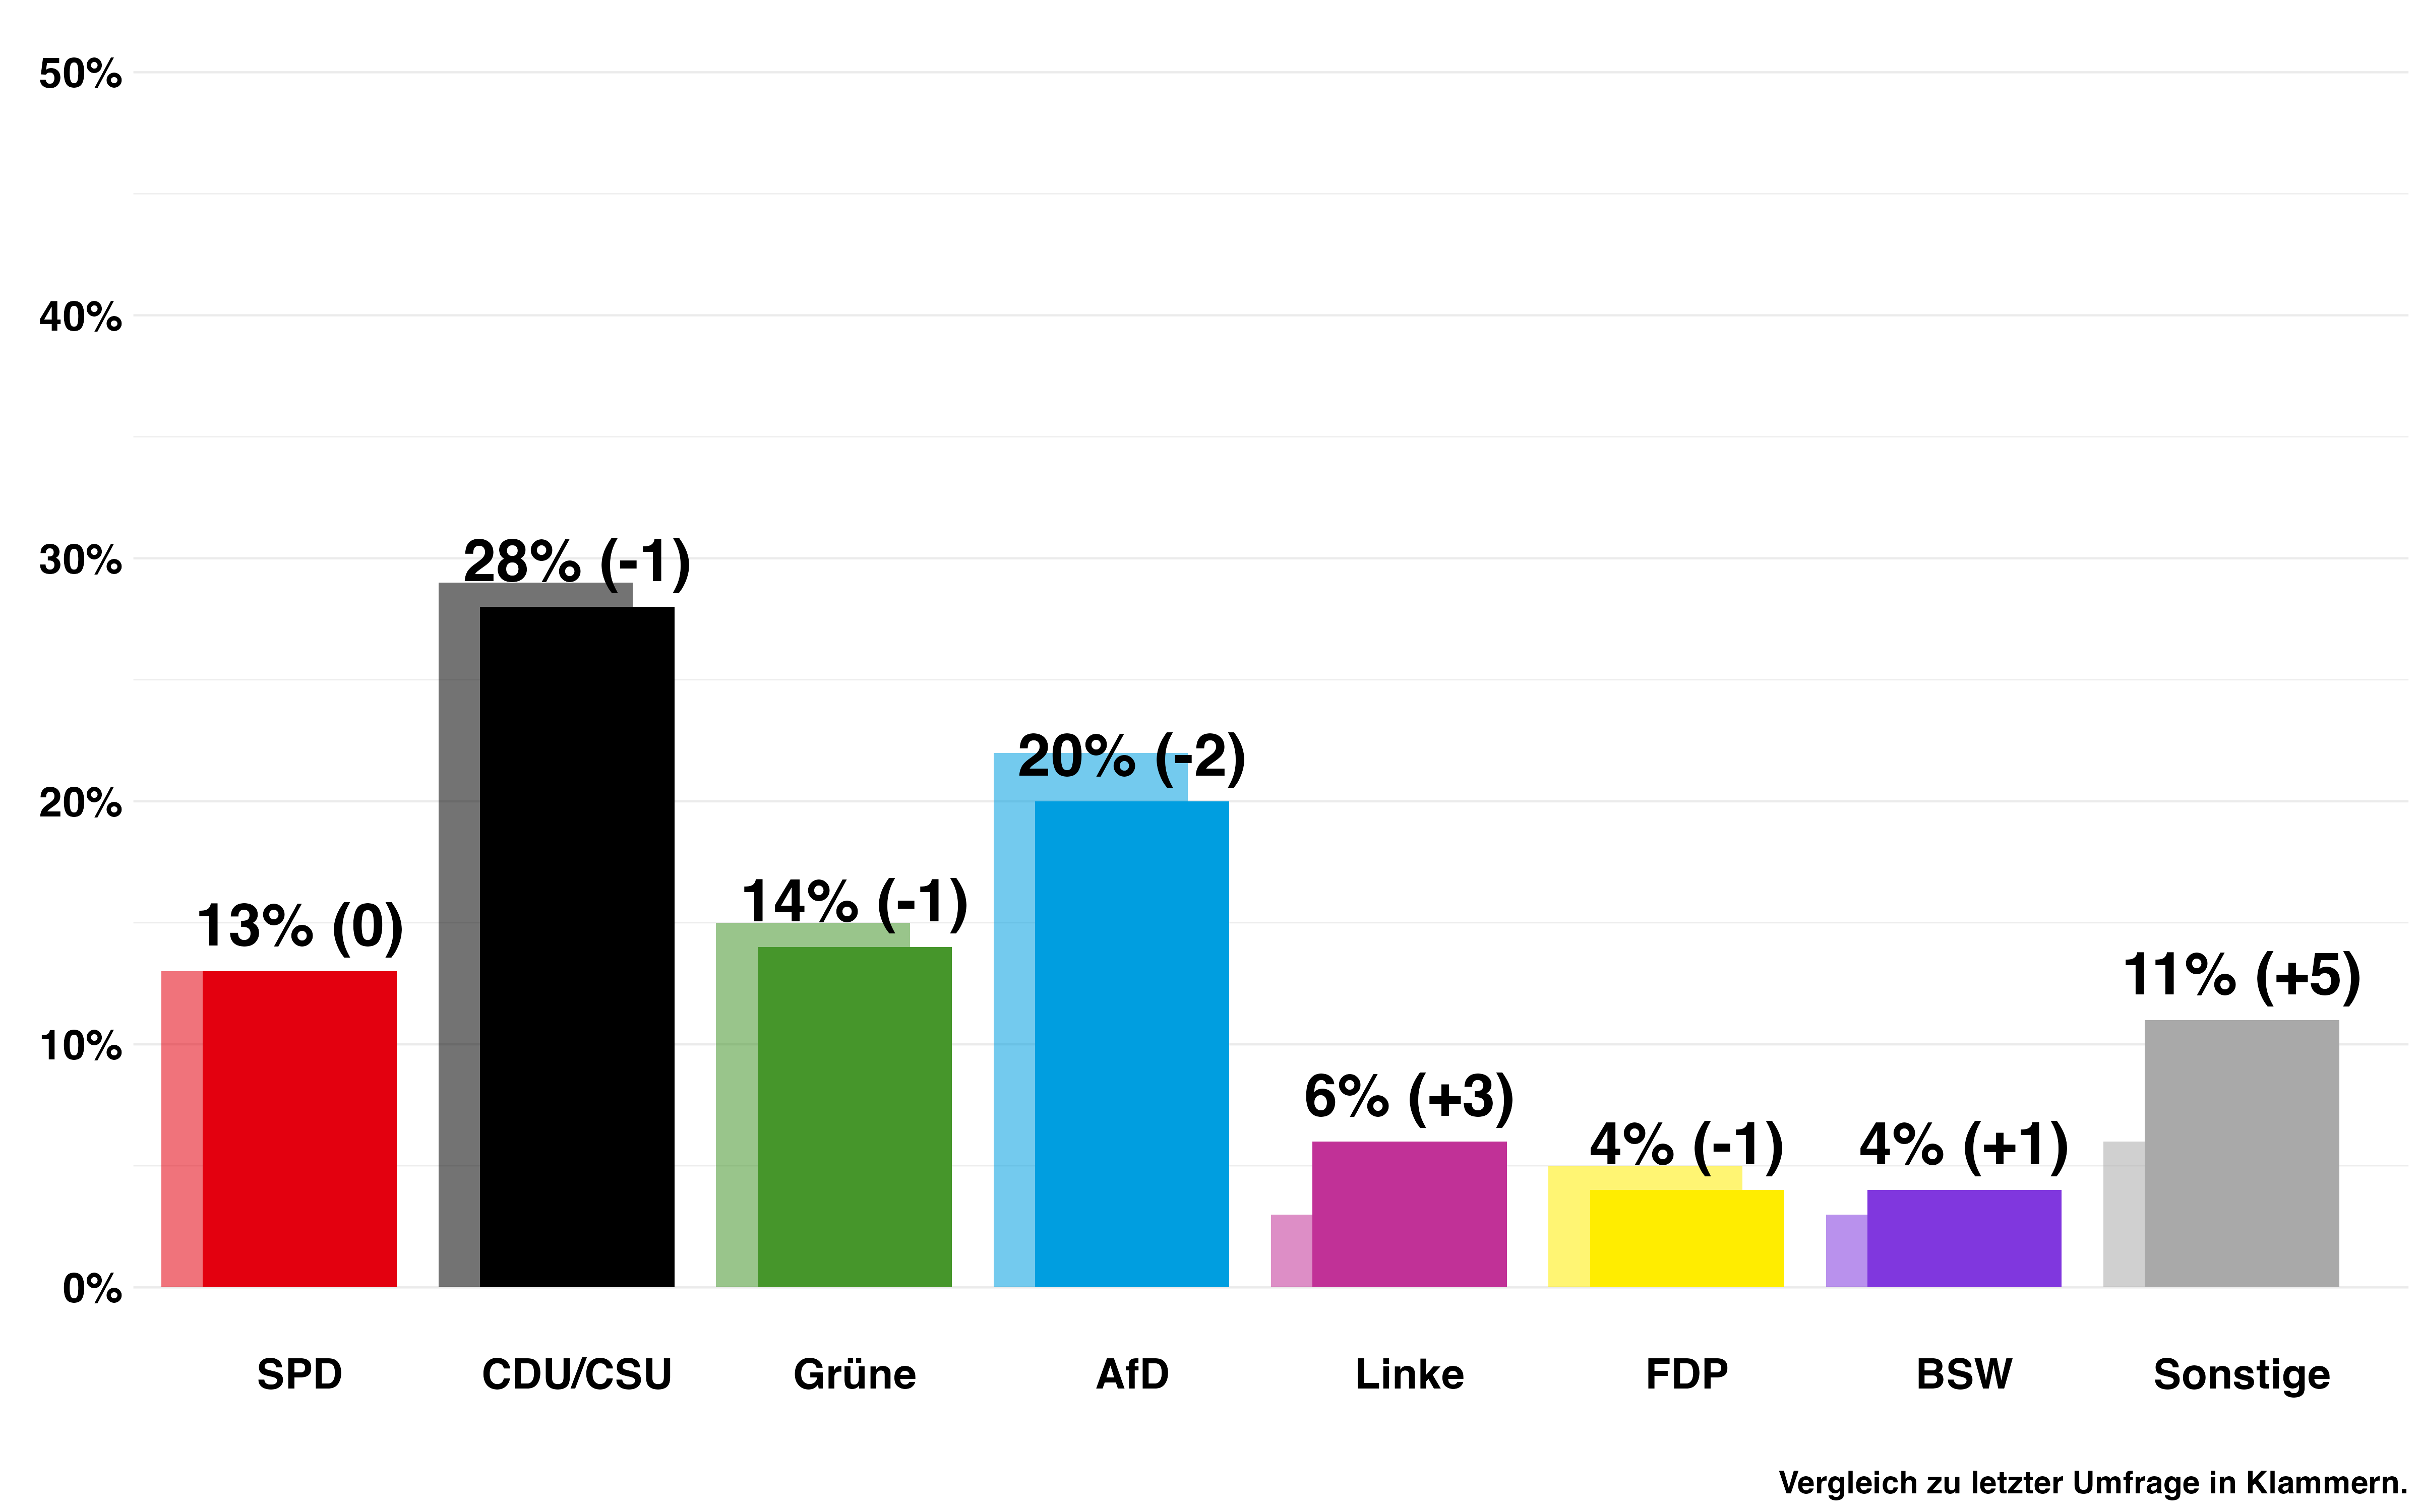 50%
40%
30%
20%
10%
0%
13% (0)
28% (-1)
14% (-1)
20% (-2)
6% (+3)
4% (-1)
4% (+1)
11% (+5)
SPD
CDU/CSU
Grüne
AfD
Linke
FDP
BSW
Sonstige
Vergleich zu letzter Umfrage in Klammern.